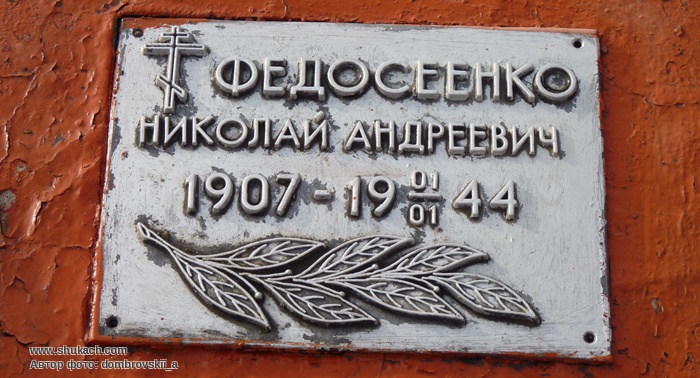 ФЕДОСЕЕНКО
НИКОЛАЙ АНДРЕЕВИЧ
1907 - 19 01/01 44
www.shukach.com
Автор фото: dombrovskii_a